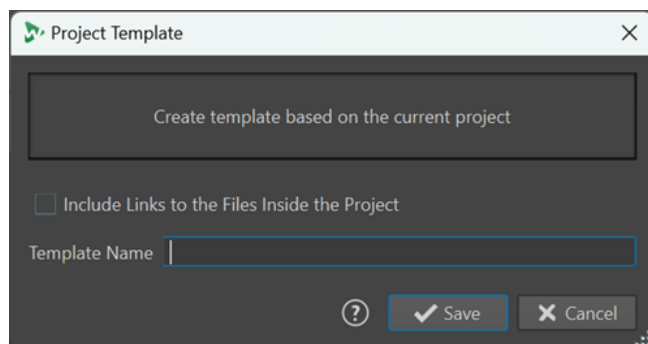 Project Template
Create template based on the current project
Include Links to the Files Inside the Project
Template Name
? Save Cancel